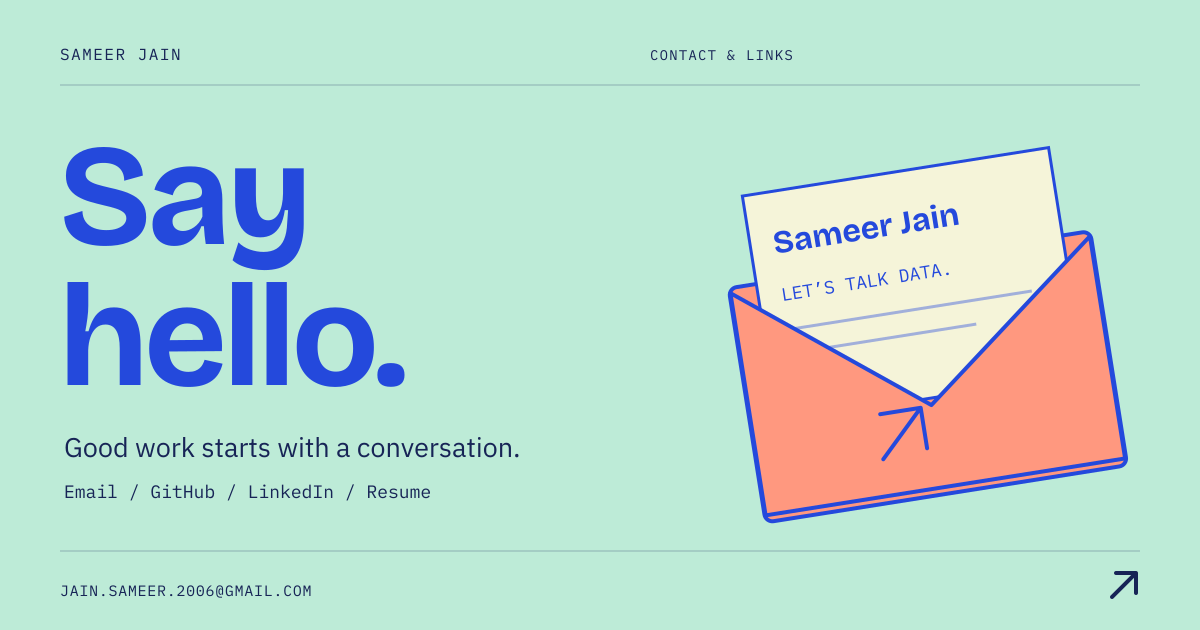 SAMEER JAIN
CONTACT & LINKS
Say
hello.
Good work starts with a conversation.
Email / GitHub / LinkedIn / Resume
Sameer Jain
LET’S TALK DATA.
JAIN.SAMEER.2006@GMAIL.COM